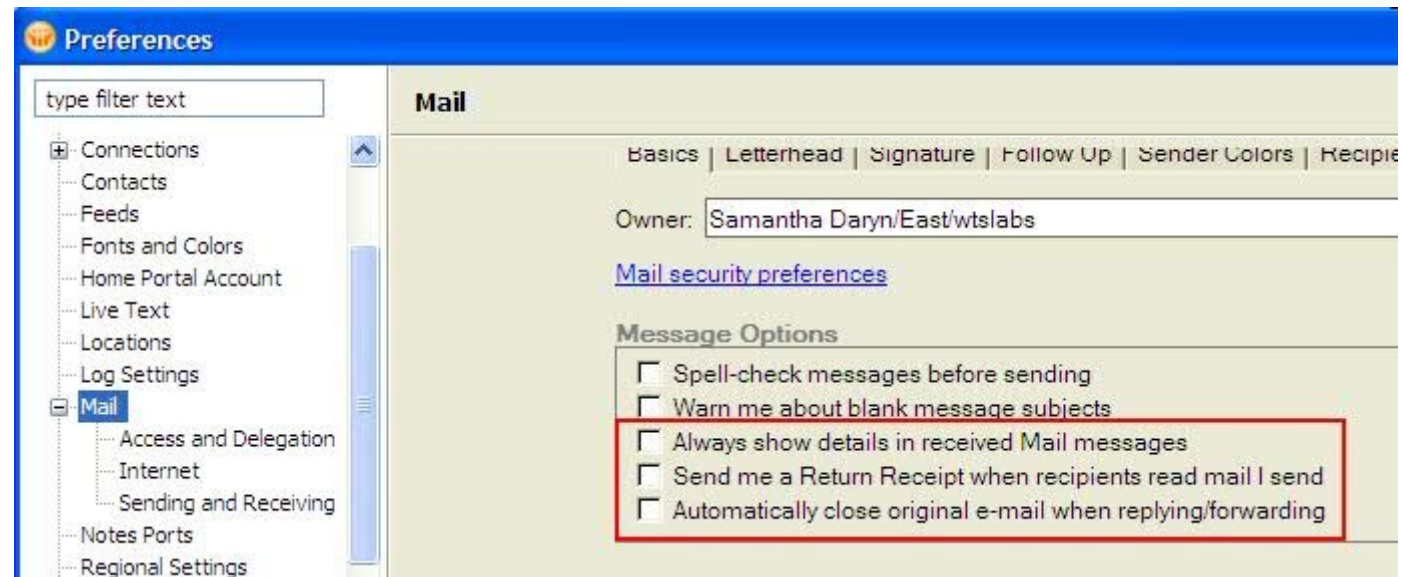 Preferences
type filter text
Connections
Contacts
Feeds
Fonts and Colors
Home Portal Account
Live Text
Locations
Log Settings
Mail
Access and Delegation
Internet
Sending and Receiving
Notes Ports
Regional Settings
Mail
Basics | Letterhead | Signature | Follow Up | Sender Colors |
Owner: Samantha Daryn/East/wtslabs
Mail security preferences
Message Options
Spell-check messages before sending
Warn me about blank message subjects
Always show details in received Mail messages
Send me a Return Receipt when recipients read mail I send
Automatically close original e-mail when replying/forwarding